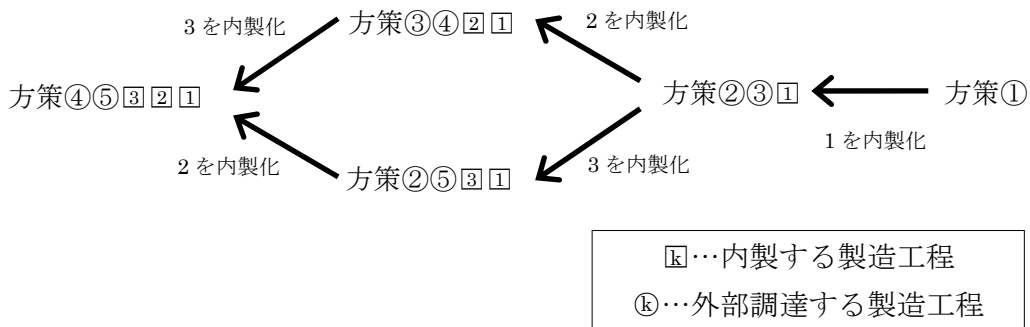 3 を内製化
方策③④2⃣1⃣
2 を内製化
方策④⑤3⃣2⃣1⃣
方策②③1⃣
方策①
1 を内製化
2 を内製化
方策②⑤3⃣1⃣
3 を内製化
🄺…内製する製造工程
ⓚ…外部調達する製造工程